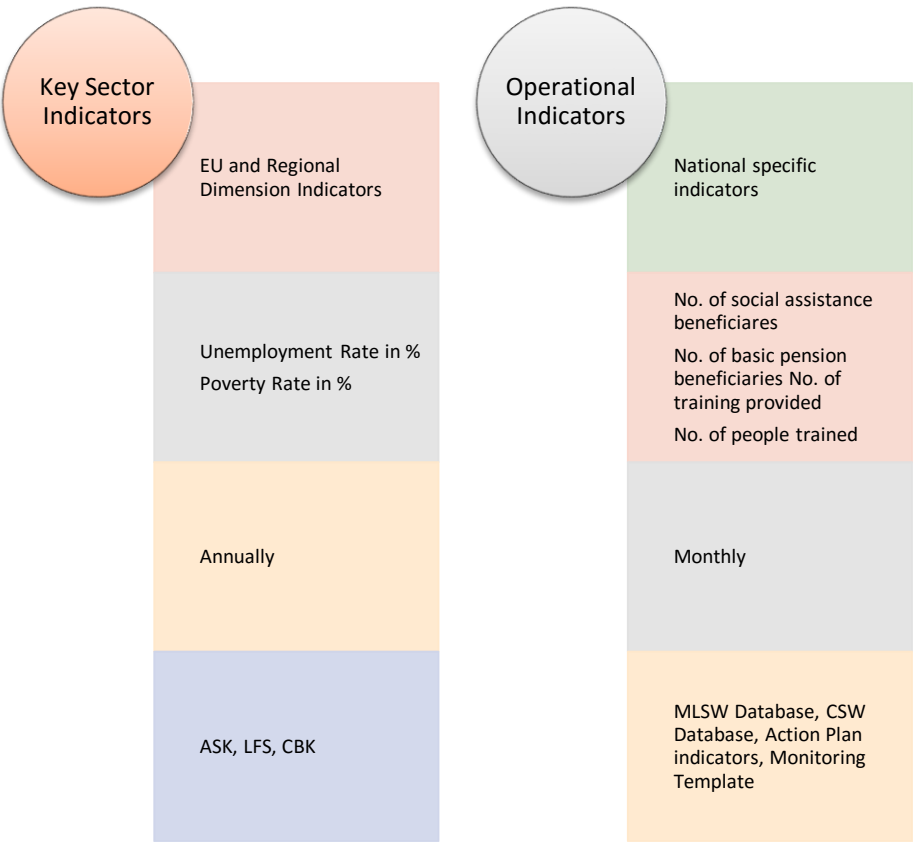 Key Sector
Indicators
EU and Regional
Dimension Indicators
Unemployment Rate in %
Poverty Rate in %
Annually
ASK, LFS, CBK
Operational
Indicators
National specific
indicators
No. of social assistance
beneficiares
No. of basic pension
beneficiaries No. of
training provided
No. of people trained
Monthly
MLSW Database, CSW
Database, Action Plan
indicators, Monitoring
Template